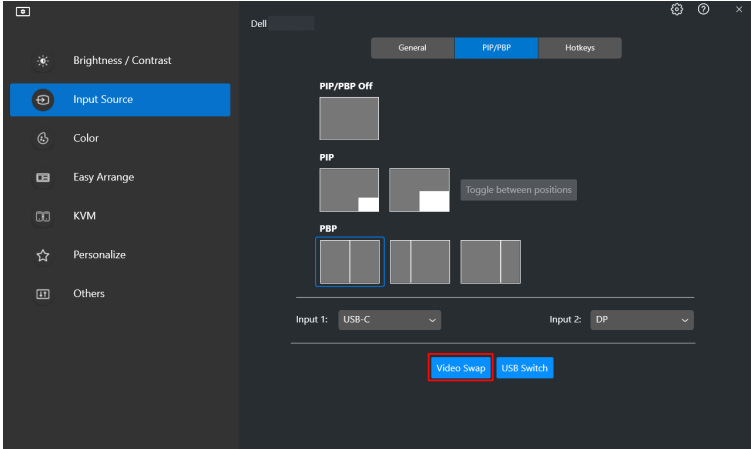 Dell
General
PIP/PBP
Hotkeys
Brightness / Contrast
Input Source
Color
Easy Arrange
KVM
Personalize
Others
PIP/PBP Off
PIP
Toggle between positions
PBP
Input 1: USB-C
Input 2: DP
Video Swap
USB Switch